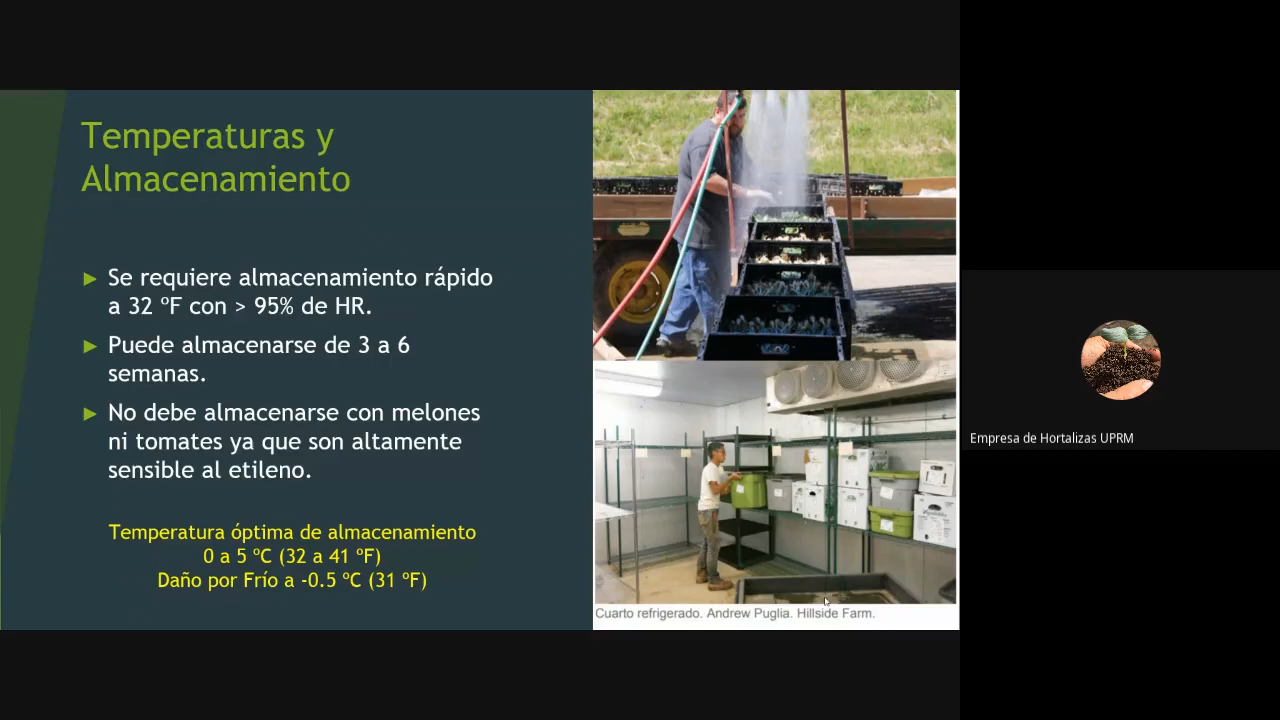 Temperaturas y
Almacenamiento
Se requiere almacenamiento rápido
a 32 ºF con > 95% de HR.
Puede almacenarse de 3 a 6
semanas.
No debe almacenarse con melones
ni tomates ya que son altamente
sensible al etileno.
Temperatura óptima de almacenamiento
0 a 5 ºC (32 a 41 ºF)
Daño por Frío a -0.5 ºC (31 ºF)
Cuarto refrigerado. Andrew Puglia. Hillside Farm.
Empresa de Hortalizas UPRM